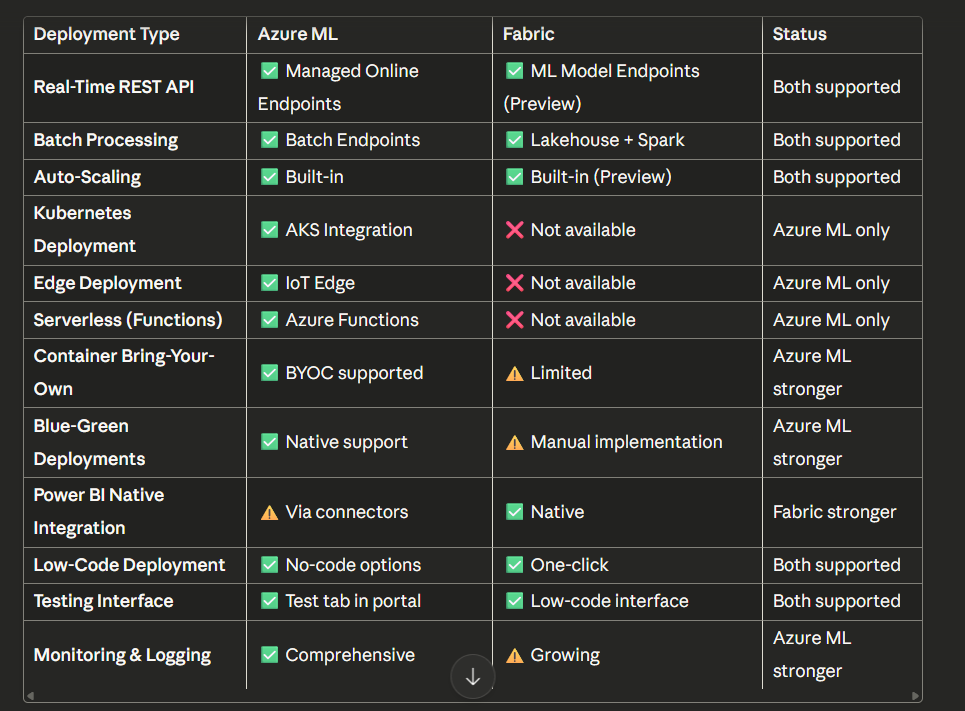 Deployment Type Azure ML Fabric Status
Real-Time REST API ✅ Managed Online Endpoints ✅ ML Model Endpoints (Preview) Both supported
Batch Processing ✅ Batch Endpoints ✅ Lakehouse + Spark Both supported
Auto-Scaling ✅ Built-in ✅ Built-in (Preview) Both supported
Kubernetes Deployment ✅ AKS Integration ❌ Not available Azure ML only
Edge Deployment ✅ IoT Edge ❌ Not available Azure ML only
Serverless (Functions) ✅ Azure Functions ❌ Not available Azure ML only
Container Bring-Your-Own ✅ BYOC supported ⚠️ Limited Azure ML stronger
Blue-Green Deployments ✅ Native support ⚠️ Manual implementation Azure ML stronger
Power BI Native Integration ⚠️ Via connectors ✅ Native Fabric stronger
Low-Code Deployment ✅ No-code options ✅ One-click Both supported
Testing Interface ✅ Test tab in portal ✅ Low-code interface Both supported
Monitoring & Logging ✅ Comprehensive ⚠️ Growing Azure ML stronger